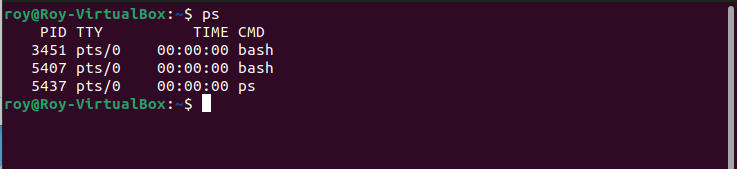 roy@Roy-VirtualBox:~$ ps
    PID TTY          TIME CMD
   3451 pts/0    00:00:00 bash
   5407 pts/0    00:00:00 bash
   5437 pts/0    00:00:00 ps
roy@Roy-VirtualBox:~$